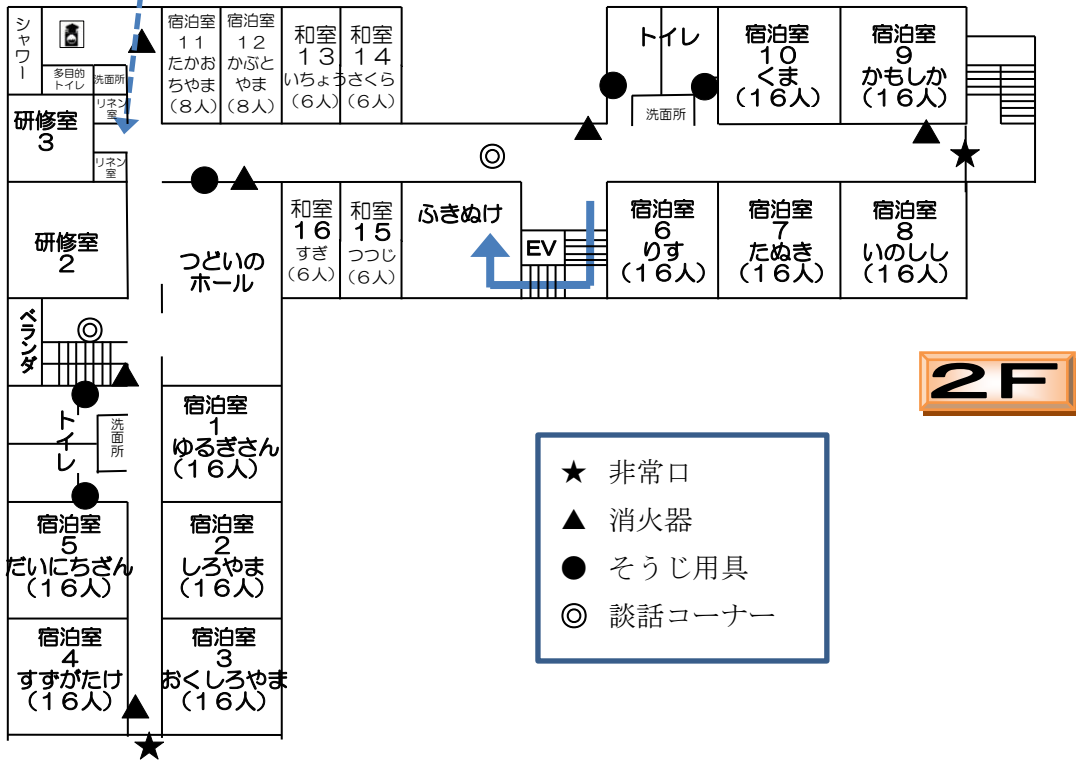 シャワー
多目的
トイレ
洗面所
リネン
室
研修室
3
リネン
室
宿泊室
11
たかお
ちやま
(8人)
宿泊室
12
かぶと
やま
(8人)
和室
13
いちょう
(6人)
和室
14
さくら
(6人)
トイレ
洗面所
宿泊室
10
くま
(16人)
宿泊室
9
かもしか
(16人)
研修室
2
つどいの
ホール
和室
16
すぎ
(6人)
和室
15
つつじ
(6人)
ふきぬけ
EV
宿泊室
6
りす
(16人)
宿泊室
7
たぬき
(16人)
宿泊室
8
いのしし
(16人)
ベランダ
2F
トイレ
洗面所
宿泊室
1
ゆるぎさん
(16人)
宿泊室
5
だいにちざん
(16人)
宿泊室
2
しろやま
(16人)
宿泊室
4
すずがたけ
(16人)
宿泊室
3
おくしろやま
(16人)
★ 非常口
▲ 消火器
● そうじ用具
◎ 談話コーナー